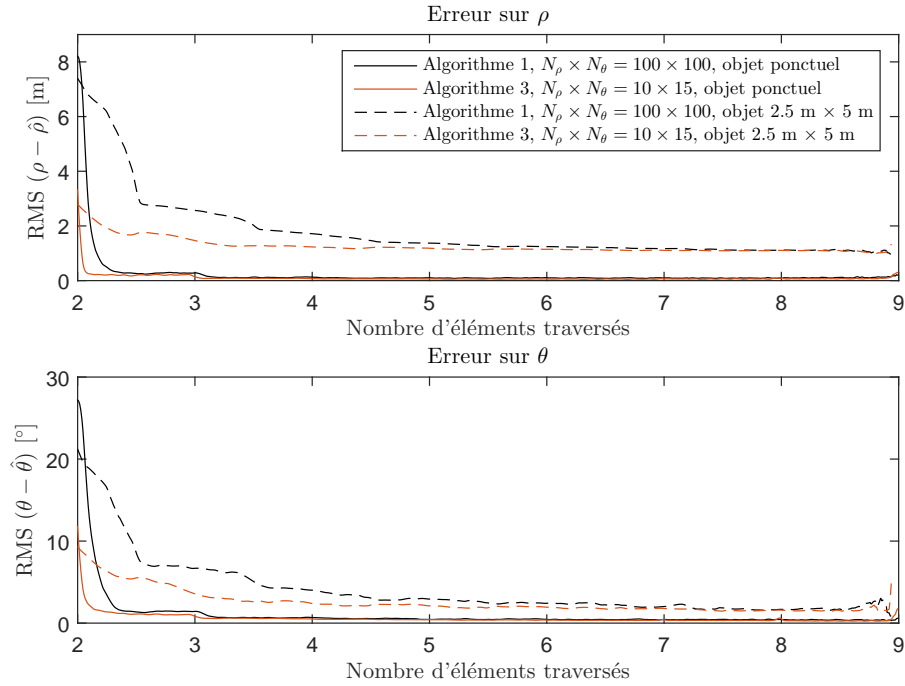 Erreur sur ρ
RMS (ρ − ρ̂) [m]
8
6
4
2
0
Algorithme 1, N_ρ × N_θ = 100 × 100, objet ponctuel
Algorithme 3, N_ρ × N_θ = 10 × 15, objet ponctuel
Algorithme 1, N_ρ × N_θ = 100 × 100, objet 2.5 m × 5 m
Algorithme 3, N_ρ × N_θ = 10 × 15, objet 2.5 m × 5 m
2 3 4 5 6 7 8 9
Nombre d'éléments traversés
Erreur sur θ
RMS (θ − θ̂) [°]
30
20
10
0
2 3 4 5 6 7 8 9
Nombre d'éléments traversés